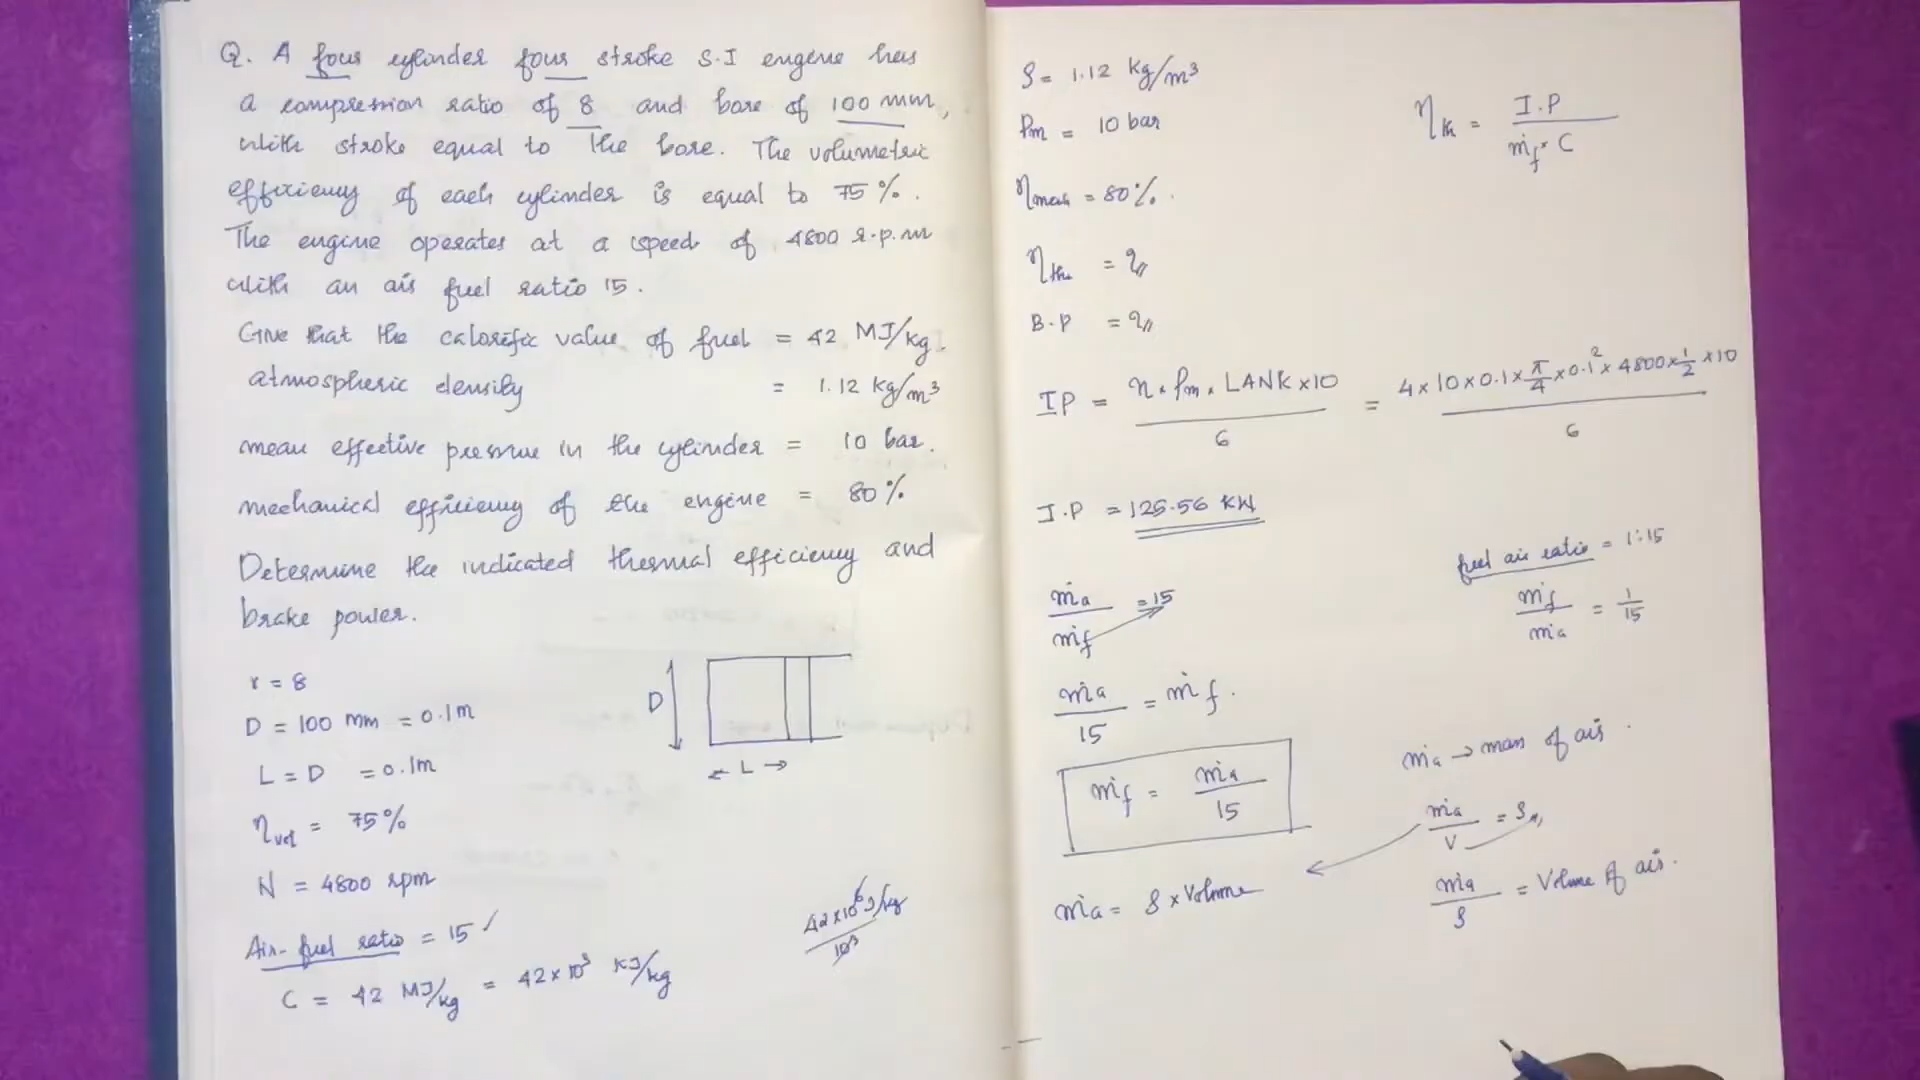 Q. A four cylinder four stroke S.I engine has
a compression ratio of 8 and bore of 100 mm,
with stroke equal to the bore. The volumetric
efficiency of each cylinder is equal to 75%.
The engine operates at a speed of 4800 r.p.m
with an air fuel ratio 15.
Give that the calorific value of fuel = 42 MJ/kg.
atmospheric density = 1.12 kg/m³
mean effective pressure in the cylinder = 10 bar.
mechanical efficiency of the engine = 80%
Determine the indicated thermal efficiency and
brake power.
r = 8
D = 100 mm = 0.1m
L = D = 0.1m
D
← L →
ηvol = 75%
N = 4800 rpm
Air-fuel ratio = 15 ✓
C = 42 MJ/kg = 42×10³ KJ/kg
42×10⁶J/kg
10³
ρ = 1.12 kg/m³
Pm = 10 bar
ηmech = 80%.
ηth = ?
B.P = ?
ηth = I.P / ṁf × C
IP = n × Pm × LANK×10 / 6 = 4×10×0.1×π/4×0.1²×4800×1/2×10 / 6
I.P = 125.56 KW
ṁa / ṁf = 15
fuel air ratio = 1:15
ṁf / ṁa = 1/15
ṁa / 15 = ṁf.
ṁf = ṁa / 15
ṁa → mass of air.
ṁa / V = ρ
ṁa = ρ × Volume
ṁa / ρ = Volume of air.